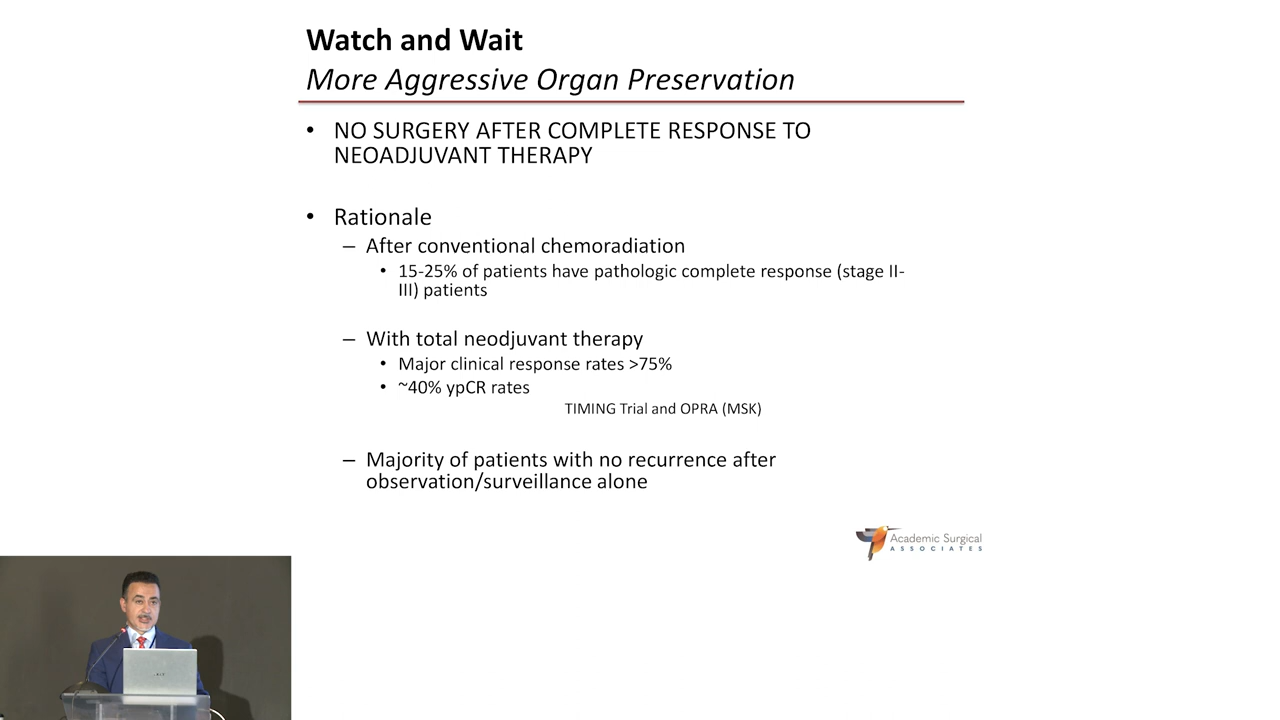 Watch and Wait
More Aggressive Organ Preservation
• NO SURGERY AFTER COMPLETE RESPONSE TO
NEOADJUVANT THERAPY
• Rationale
– After conventional chemoradiation
• 15-25% of patients have pathologic complete response (stage II-
III) patients
– With total neodjuvant therapy
• Major clinical response rates >75%
• ~40% ypCR rates
TIMING Trial and OPRA (MSK)
– Majority of patients with no recurrence after
observation/surveillance alone
Academic Surgical
ASSOCIATES